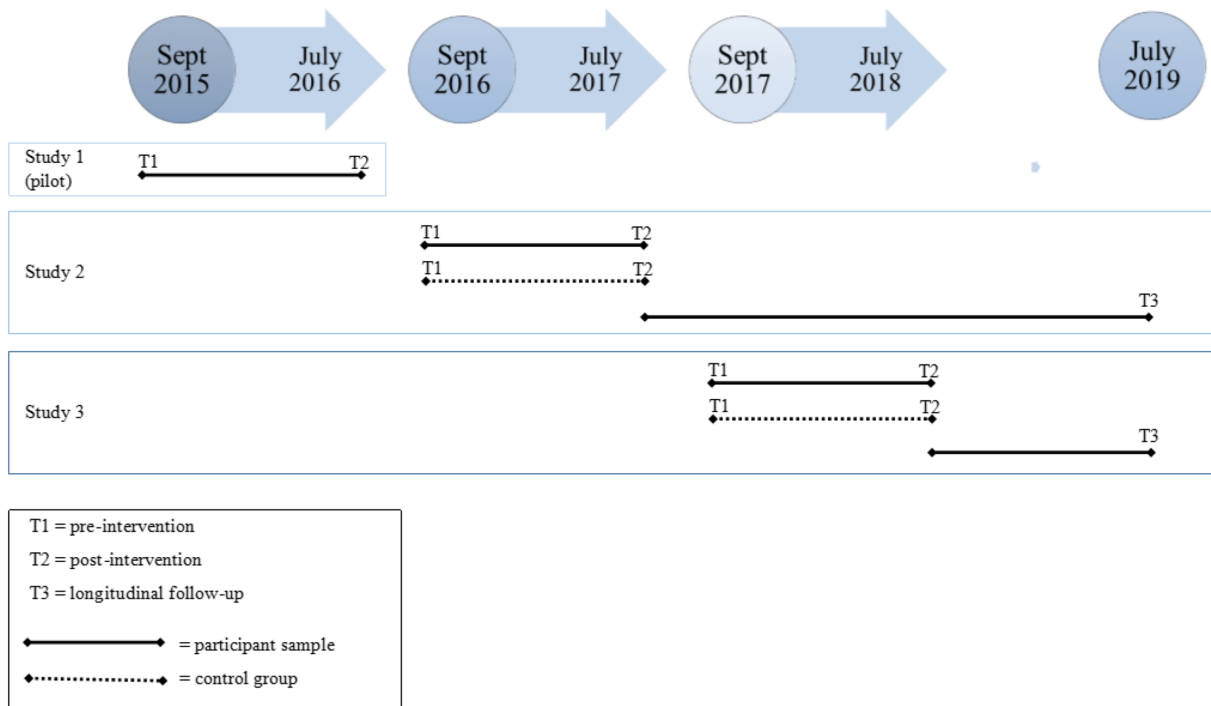 Sept
2015
July
2016
Sept
2016
July
2017
Sept
2017
July
2018
July
2019
Study 1
(pilot)
T1
T2
Study 2
T1
T2
T1
T2
T3
Study 3
T1
T2
T1
T2
T3
T1 = pre-intervention
T2 = post-intervention
T3 = longitudinal follow-up
= participant sample
= control group